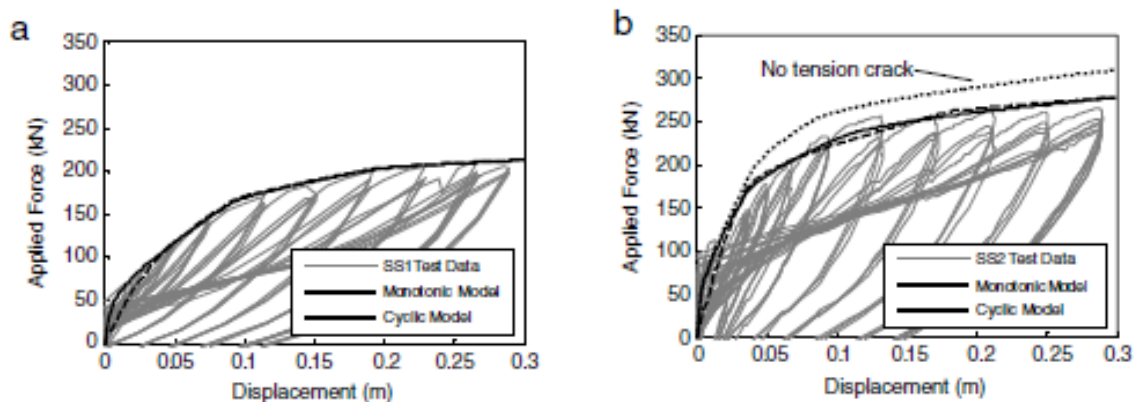 a
350
300
250
200
150
100
50
0
Applied Force (kN)
SS1Test Data
Monotonic Model
Cyclic Model
0 0.05 0.1 0.15 0.2 0.25 0.3
Displacement (m)
b
350
300
250
200
150
100
50
0
Applied Force (kN)
No tension crack
SS2 Test Data
Monotonic Model
Cyclic Model
0 0.05 0.1 0.15 0.2 0.25 0.3
Displacement (m)